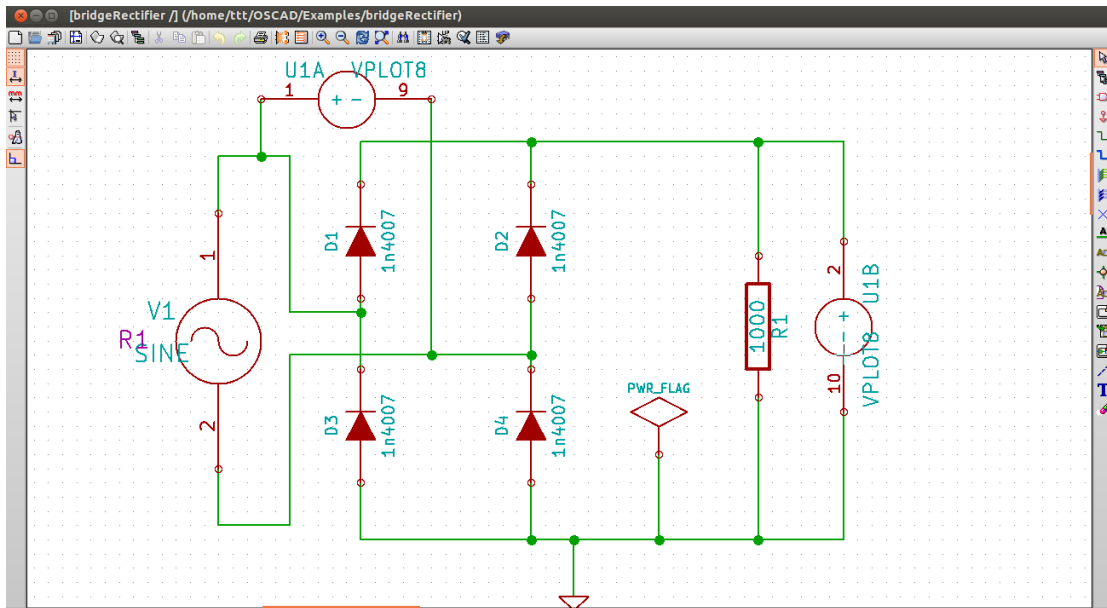 [bridgeRectifier /] (/home/ttt/OSCAD/Examples/bridgeRectifier)
U1A VPLOT8
1 + - 9
D1 1n4007
D2 1n4007
1
V1
R1
SINE
2
D3 1n4007
D4 1n4007
PWR_FLAG
1000 R1
2
U1B
+
VPLOT8
10